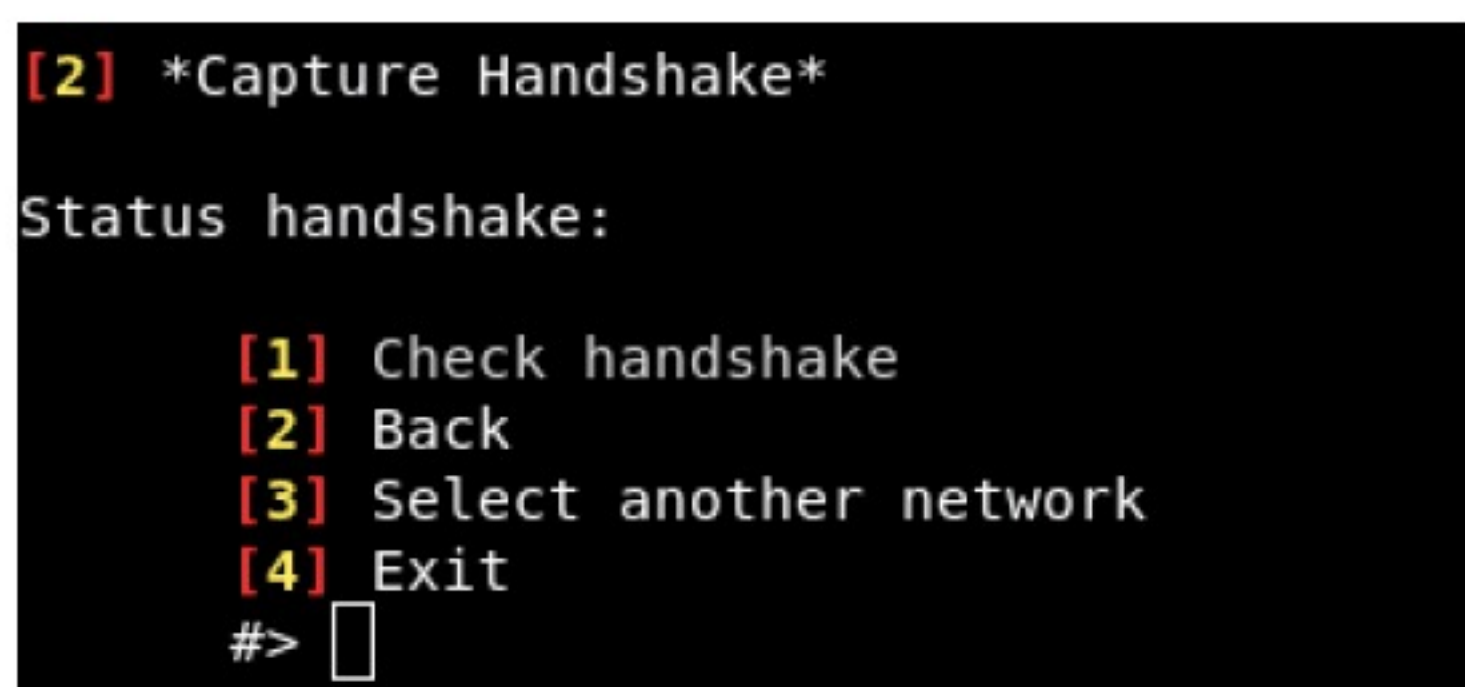 [2] *Capture Handshake*
Status handshake:
[1] Check handshake
[2] Back
[3] Select another network
[4] Exit
#>